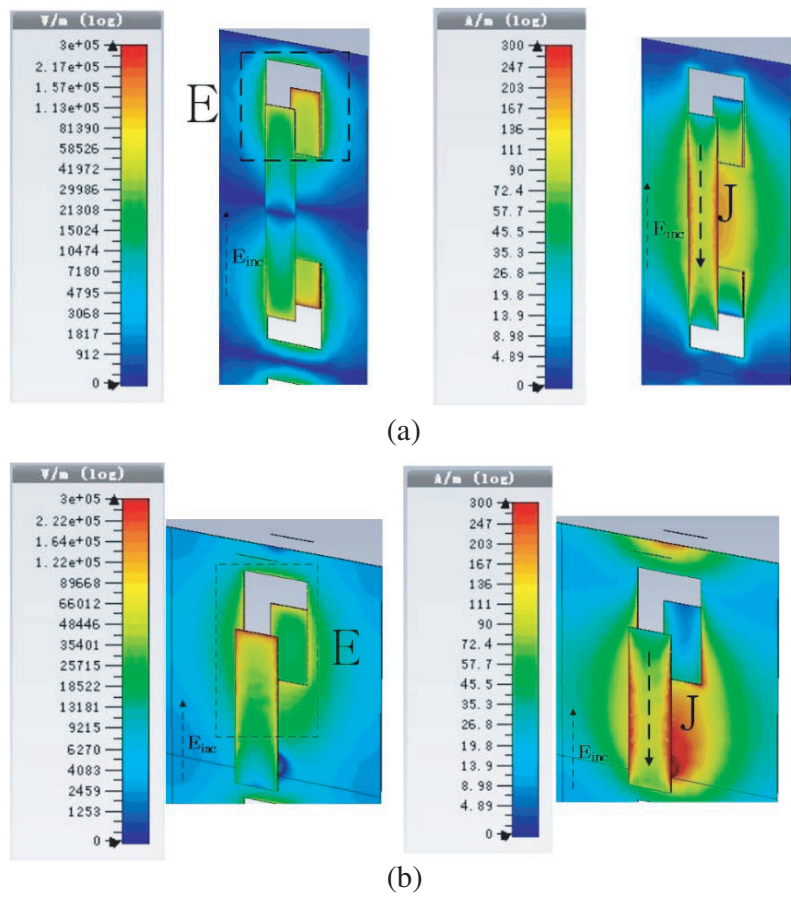 V/m (log)
3e+05
2.17e+05
1.57e+05
1.13e+05
81390
58526
41972
29986
21308
15024
10474
7180
4795
3068
1817
912
0
E
Einc
A/m (log)
300
247
203
167
136
111
90
72.4
57.7
45.5
35.3
26.8
19.8
13.9
8.98
4.89
0
J
Einc
(a)
V/m (log)
3e+05
2.22e+05
1.64e+05
1.22e+05
89668
66012
48446
35401
25715
18522
13181
9215
6270
4083
2459
1253
0
E
Einc
A/m (log)
300
247
203
167
136
111
90
72.4
57.7
45.5
35.3
26.8
19.8
13.9
8.98
4.89
0
J
Einc
(b)